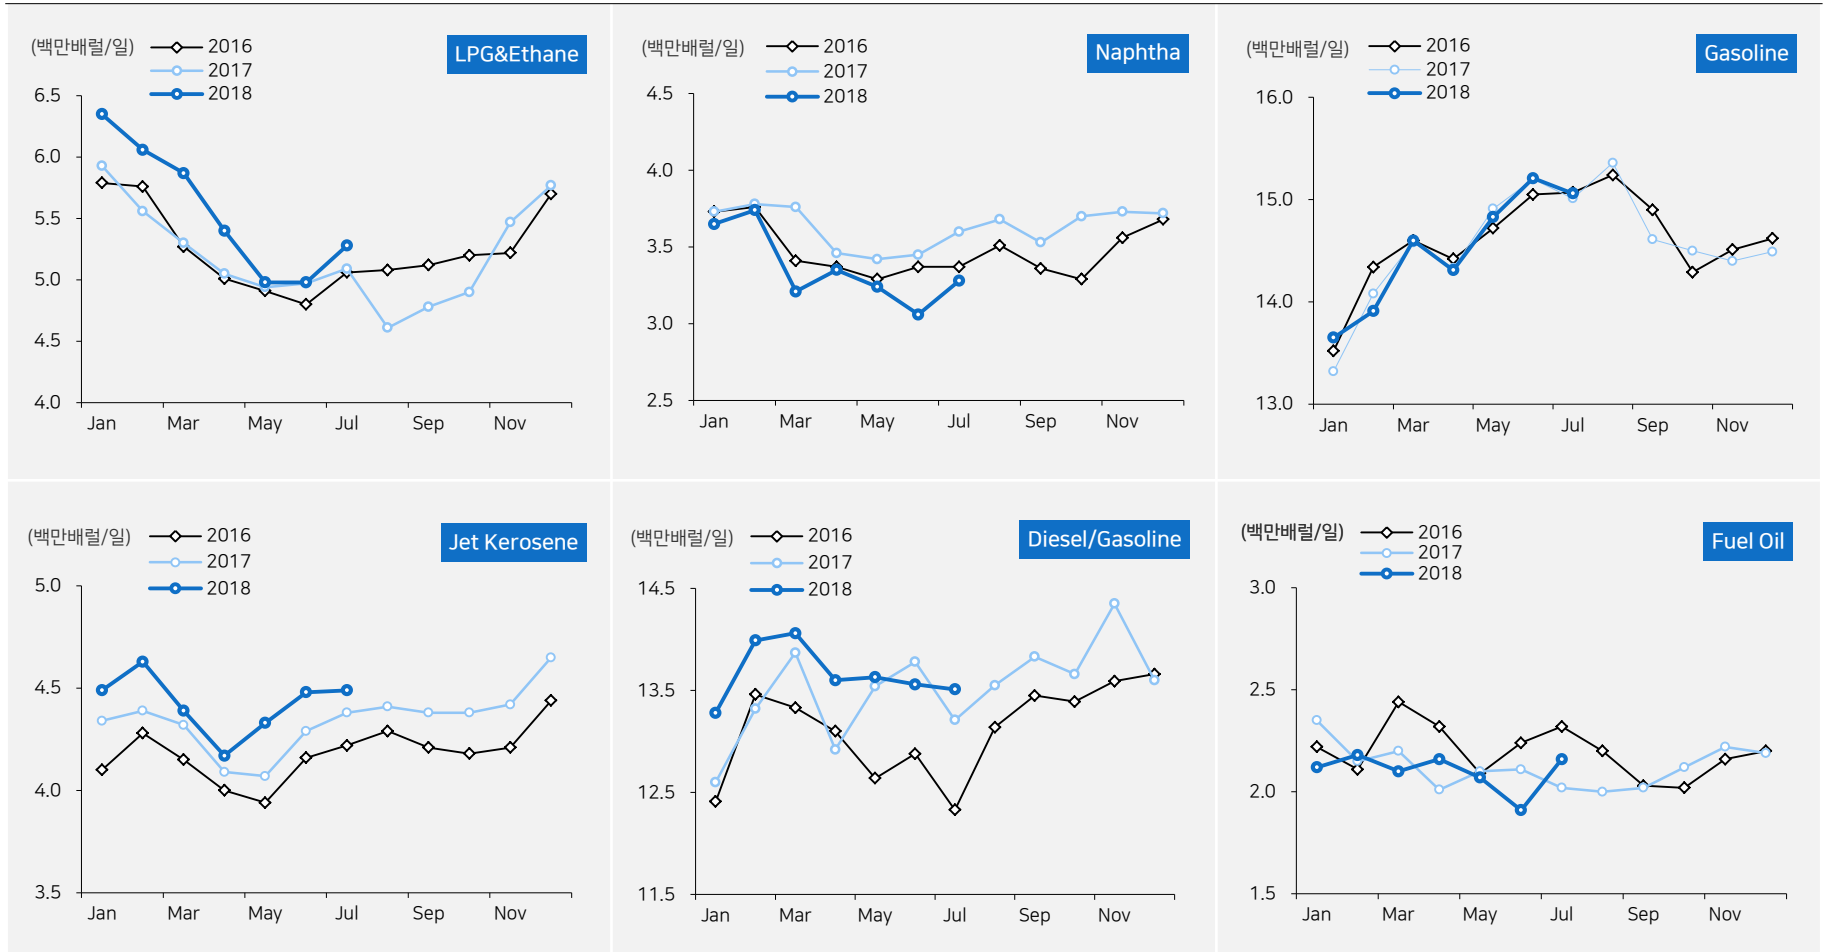 (백만배럴/일)
2016
2017
2018
LPG&Ethane
6.5
6.0
5.5
5.0
4.5
4.0
Jan Mar May Jul Sep Nov
(백만배럴/일)
2016
2017
2018
Naphtha
4.5
4.0
3.5
3.0
2.5
Jan Mar May Jul Sep Nov
(백만배럴/일)
2016
2017
2018
Gasoline
16.0
15.0
14.0
13.0
Jan Mar May Jul Sep Nov
(백만배럴/일)
2016
2017
2018
Jet Kerosene
5.0
4.5
4.0
3.5
Jan Mar May Jul Sep Nov
(백만배럴/일)
2016
2017
2018
Diesel/Gasoline
14.5
13.5
12.5
11.5
Jan Mar May Jul Sep Nov
(백만배럴/일)
2016
2017
2018
Fuel Oil
3.0
2.5
2.0
1.5
Jan Mar May Jul Sep Nov